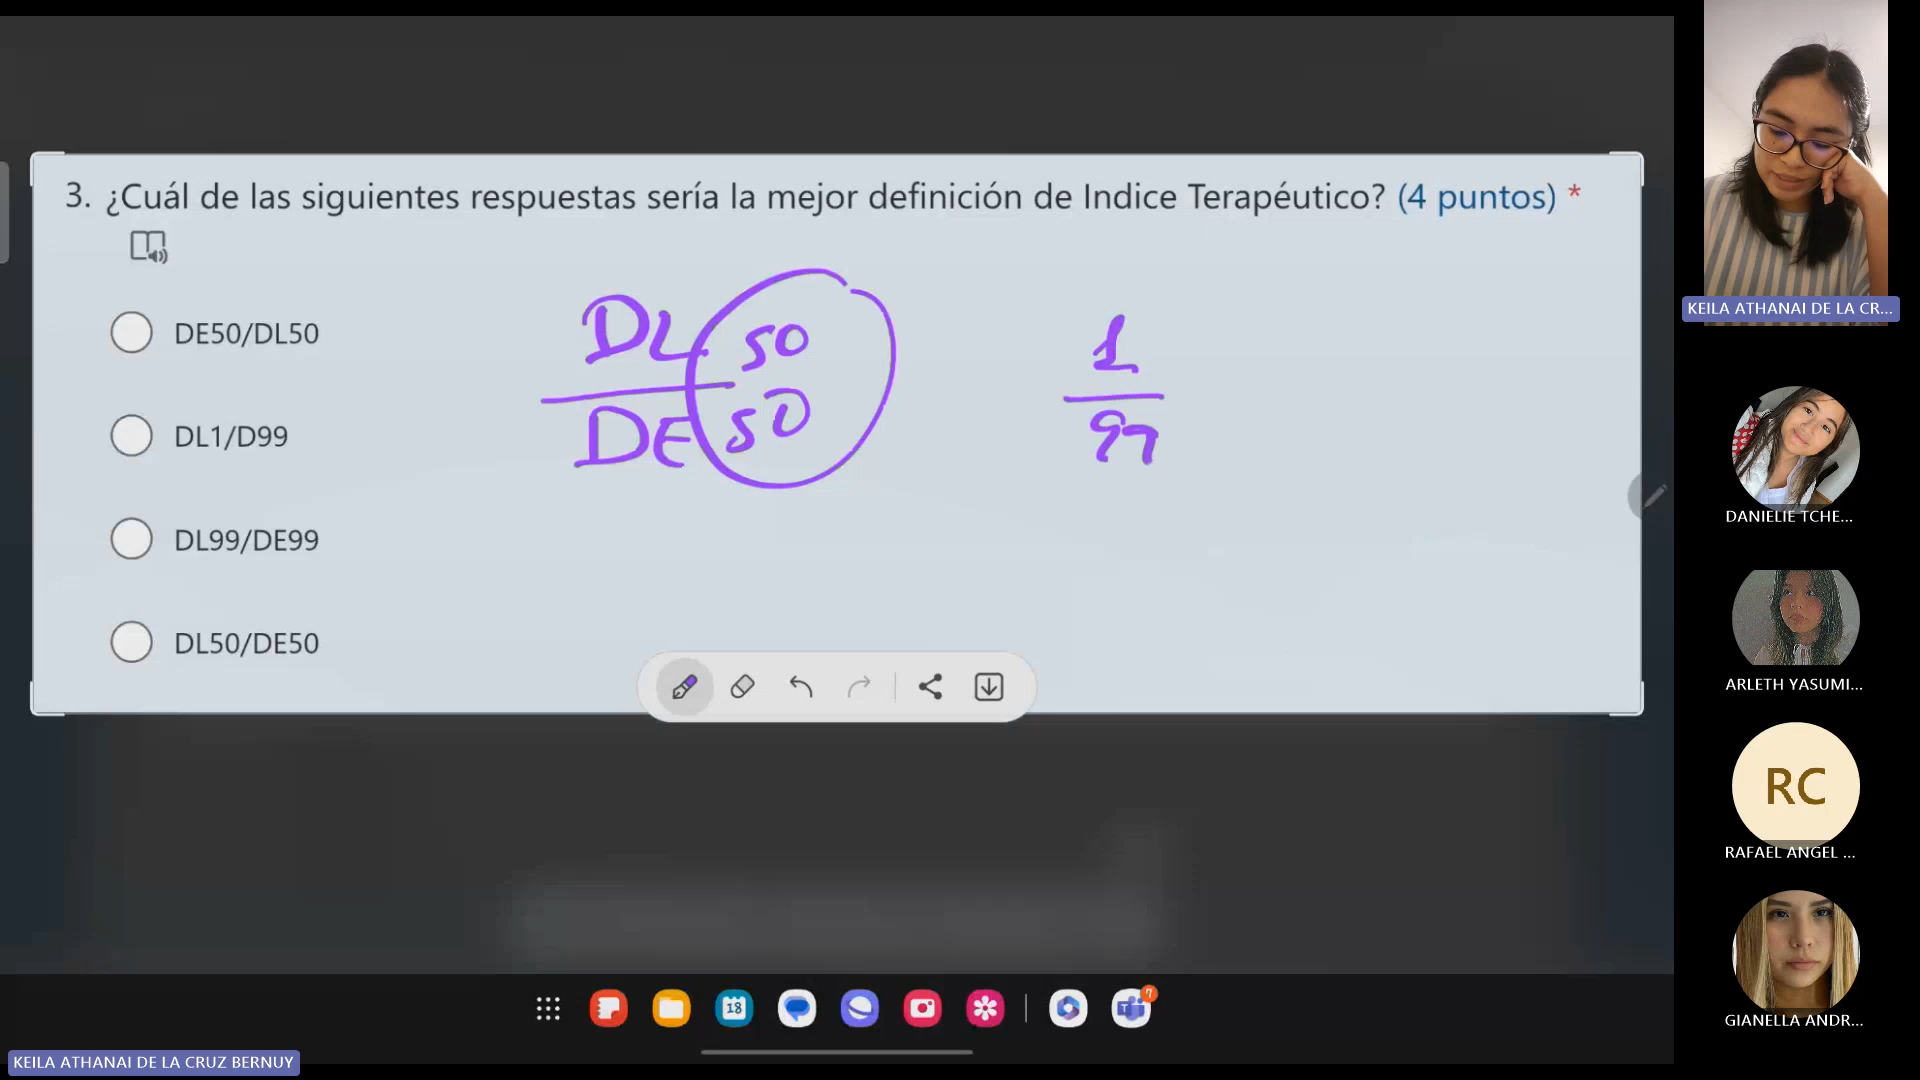 3. ¿Cuál de las siguientes respuestas sería la mejor definición de Indice Terapéutico? (4 puntos) *
DE50/DL50
DL1/D99
DL99/DE99
DL50/DE50
DL 50
DE 50
1
99
KEILA ATHANAI DE LA CR...
DANIELIE TCHE...
ARLETH YASUMI...
RC
RAFAEL ANGEL ...
GIANELLA ANDR...
18
7
KEILA ATHANAI DE LA CRUZ BERNUY